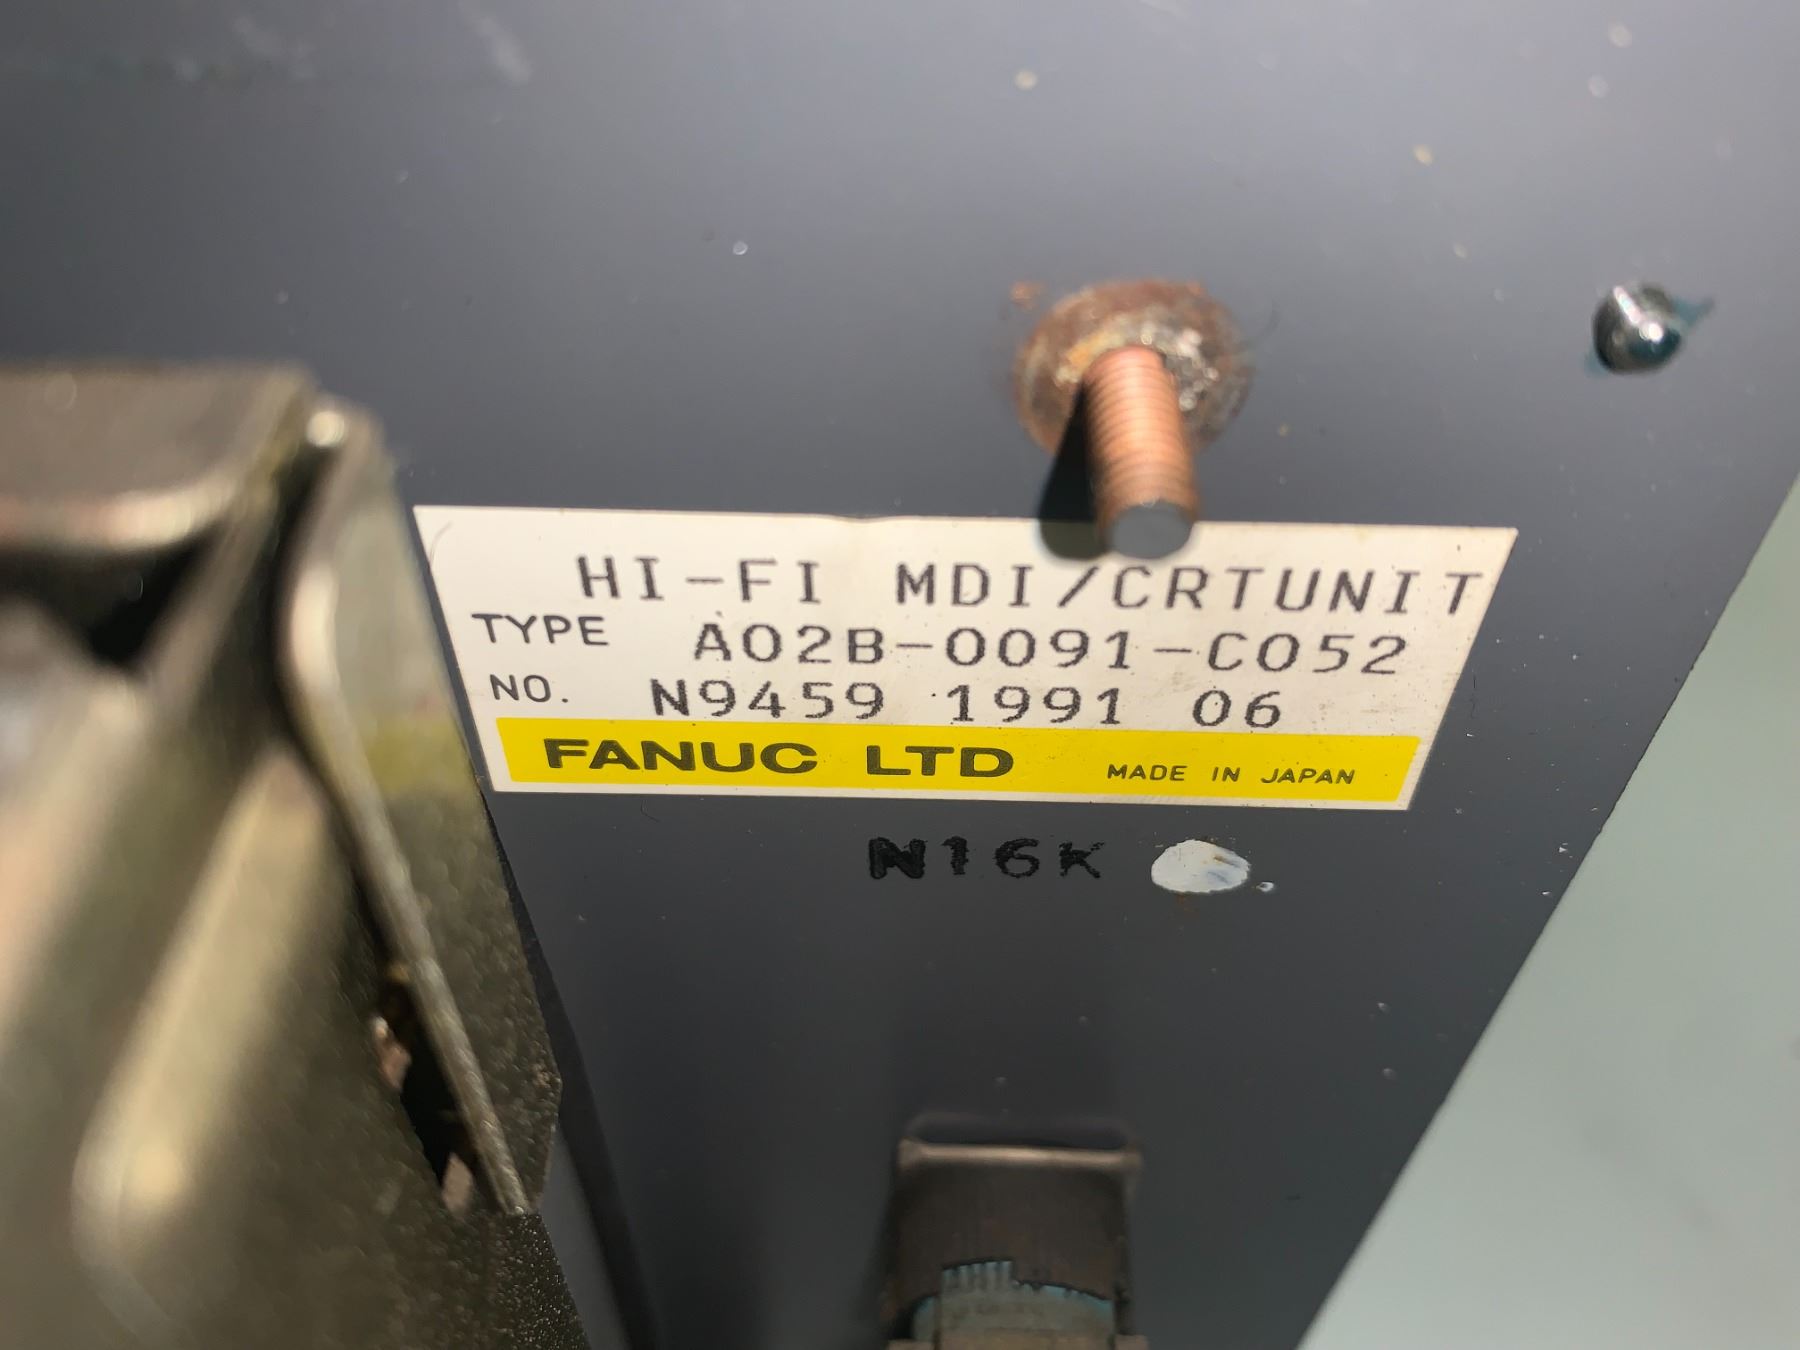 HI-FI MDI/CRTUNIT
TYPE A02B-0091-C052
NO. N9459 1991 06
FANUC LTD MADE IN JAPAN
N16K